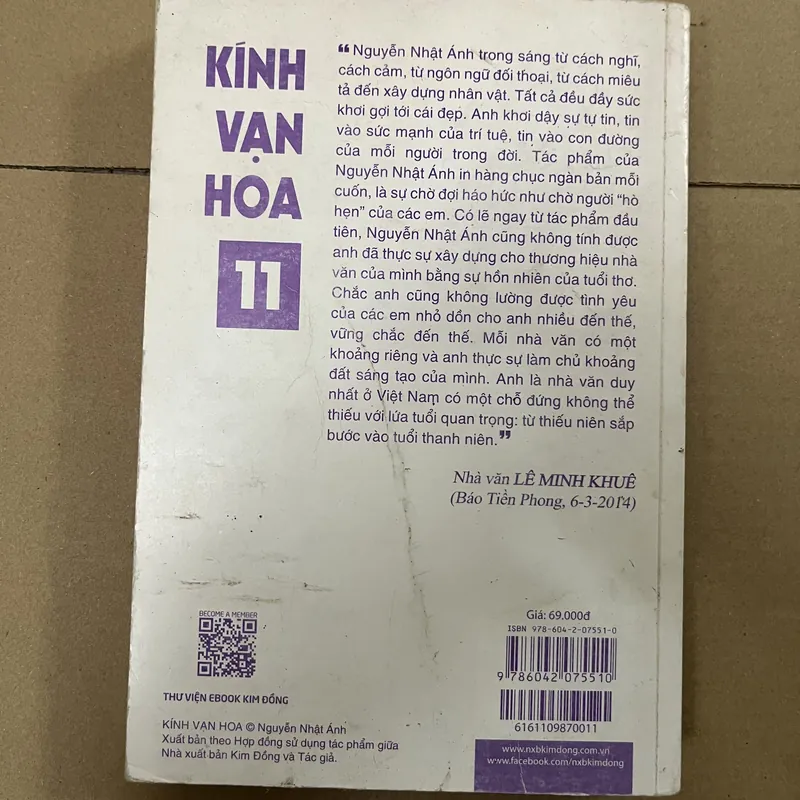 KÍNH
VẠN
HOA
11
“Nguyễn Nhật Ánh trong sáng từ cách nghĩ,
cách cảm, từ ngôn ngữ đối thoại, từ cách miêu
tả đến xây dựng nhân vật. Tất cả đều đầy sức
khơi gợi tới cái đẹp. Anh khơi dậy sự tự tin, tin
vào sức mạnh của trí tuệ, tin vào con đường
của mỗi người trong đời. Tác phẩm của
Nguyễn Nhật Ánh in hàng chục ngàn bản mỗi
cuốn, là sự chờ đợi háo hức như chờ người “hò
hẹn” của các em. Có lẽ ngay từ tác phẩm đầu
tiên, Nguyễn Nhật Ánh cũng không tính được
anh đã thực sự xây dựng cho thương hiệu nhà
văn của mình bằng sự hồn nhiên của tuổi thơ.
Chắc anh cũng không lường được tình yêu
của các em nhỏ dồn cho anh nhiều đến thế,
vững chắc đến thế. Mỗi nhà văn có một
khoảng riêng và anh thực sự làm chủ khoảng
đất sáng tạo của mình. Anh là nhà văn duy
nhất ở Việt Nam có một chỗ đứng không thể
thiếu với lứa tuổi quan trọng: từ thiếu niên sắp
bước vào tuổi thanh niên.”
Nhà văn LÊ MINH KHUÊ
(Báo Tiền Phong, 6-3-2014)
BECOME A MEMBER
THƯ VIỆN EBOOK KIM ĐỒNG
KÍNH VẠN HOA © Nguyễn Nhật Ánh
Xuất bản theo Hợp đồng sử dụng tác phẩm giữa
Nhà xuất bản Kim Đồng và Tác giả.
Giá: 69.000đ
ISBN 978-604-2-07551-0
9 786042 075510
6161109870011
www.nxbkimdong.com.vn
www.facebook.com/nxbkimdong